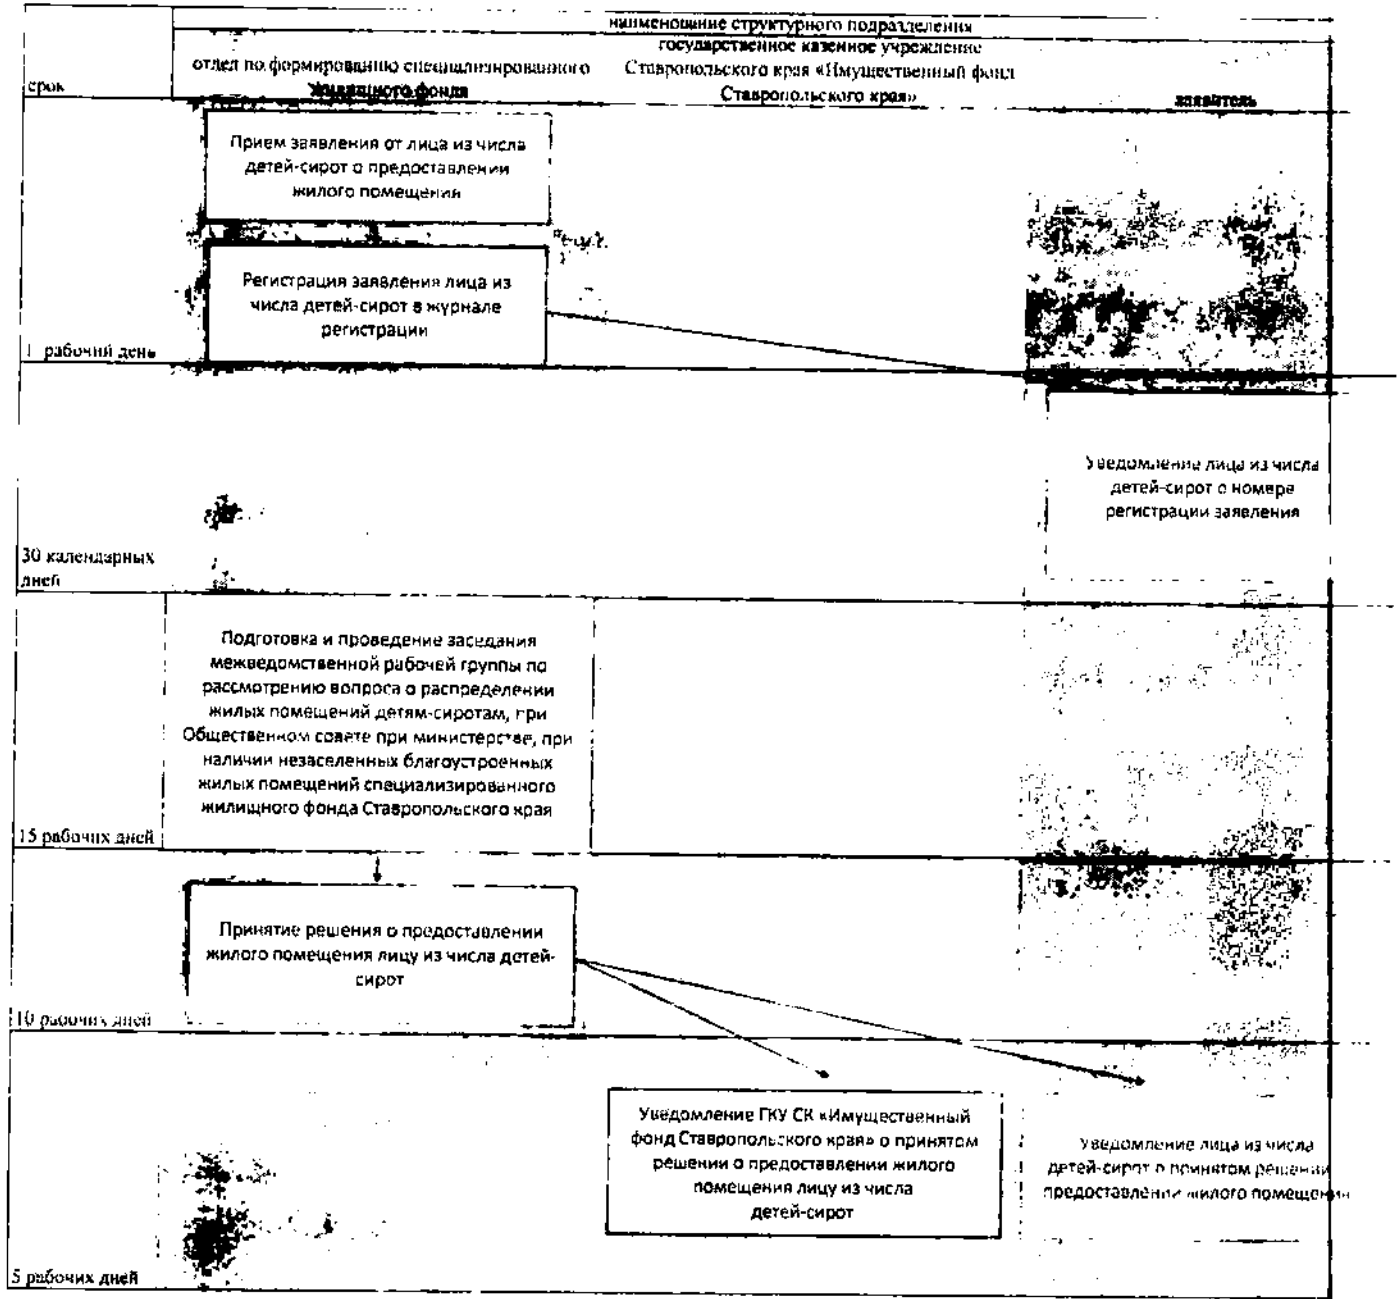 наименование структурного подразделения
срок
отдел по формированию специализированного
жилищного фонда
государственное казенное учреждение
Ставропольского края «Имущественный фонд
Ставропольского края»
заявитель
Прием заявления от лица из числа
детей-сирот о предоставлении
жилого помещения
Регистрация заявления лица из
числа детей-сирот в журнале
регистрации
1 рабочий день
Уведомление лица из числа
детей-сирот о номере
регистрации заявления
30 календарных
дней
Подготовка и проведение заседания
межведомственной рабочей группы по
рассмотрению вопроса о распределении
жилых помещений детям-сиротам, при
Общественном совете при министерстве, при
наличии незаселенных благоустроенных
жилых помещений специализированного
жилищного фонда Ставропольского края
15 рабочих дней
Принятие решения о предоставлении
жилого помещения лицу из числа детей-
сирот
10 рабочих дней
Уведомление ГКУ СК «Имущественный
фонд Ставропольского края» о принятом
решении о предоставлении жилого
помещения лицу из числа
детей-сирот
Уведомление лица из числа
детей-сирот о принятом решении
предоставлении жилого помещения
5 рабочих дней